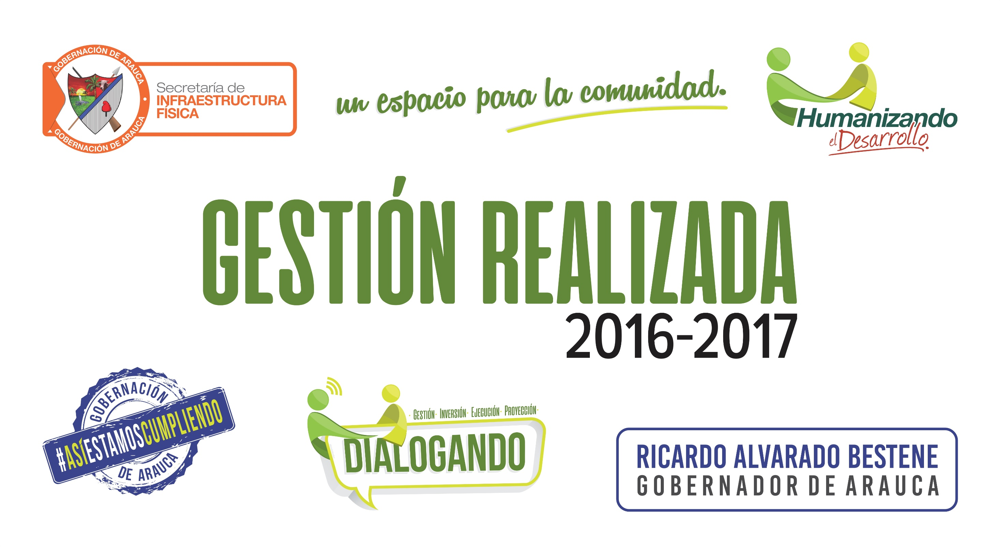 GOBERNACIÓN DE ARAUCA
GOBERNACIÓN DE ARAUCA
Secretaría de
INFRAESTRUCTURA
FÍSICA
un espacio para la comunidad.
Humanizando
el Desarrollo.
GESTIÓN REALIZADA
2016-2017
GOBERNACIÓN
#ASÍESTAMOSCUMPLIENDO
DE ARAUCA
· GESTIÓN · INVERSIÓN · EJECUCIÓN · PROYECCIÓN ·
DIALOGANDO
RICARDO ALVARADO BESTENE
GOBERNADOR DE ARAUCA